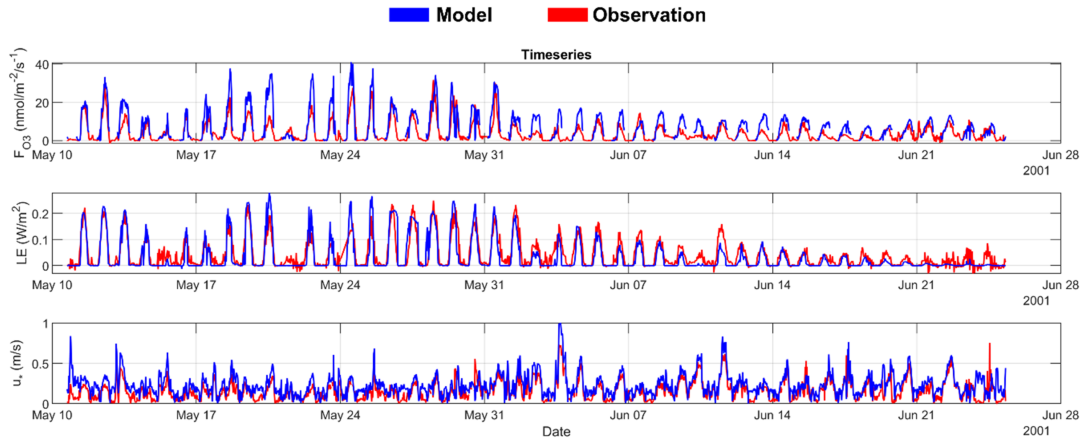 Model Observation
Timeseries
F_O3 (nmol/m⁻²/s⁻¹)
40
20
0
May 10 May 17 May 24 May 31 Jun 07 Jun 14 Jun 21 Jun 28
2001
LE (W/m²)
0.2
0.1
0
May 10 May 17 May 24 May 31 Jun 07 Jun 14 Jun 21 Jun 28
2001
u* (m/s)
1
0.5
0
May 10 May 17 May 24 May 31 Jun 07 Jun 14 Jun 21 Jun 28
Date 2001